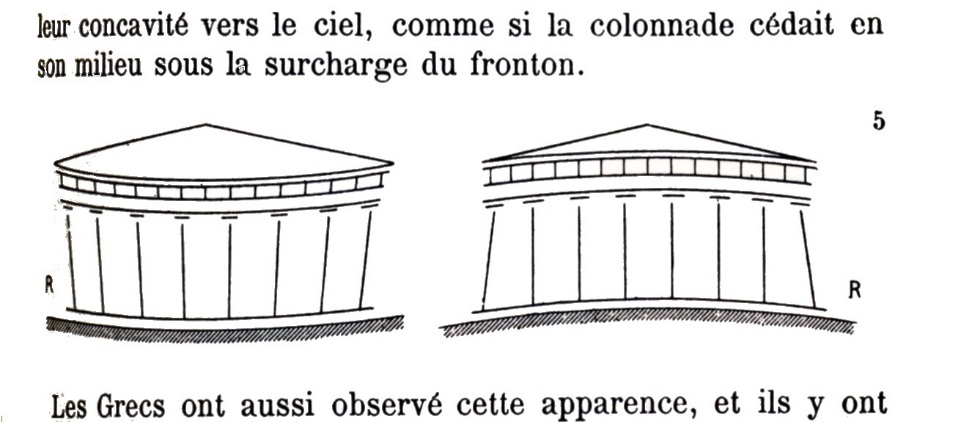 leur concavité vers le ciel, comme si la colonnade cédait en
son milieu sous la surcharge du fronton.
5
R
R
Les Grecs ont aussi observé cette apparence, et ils y ont